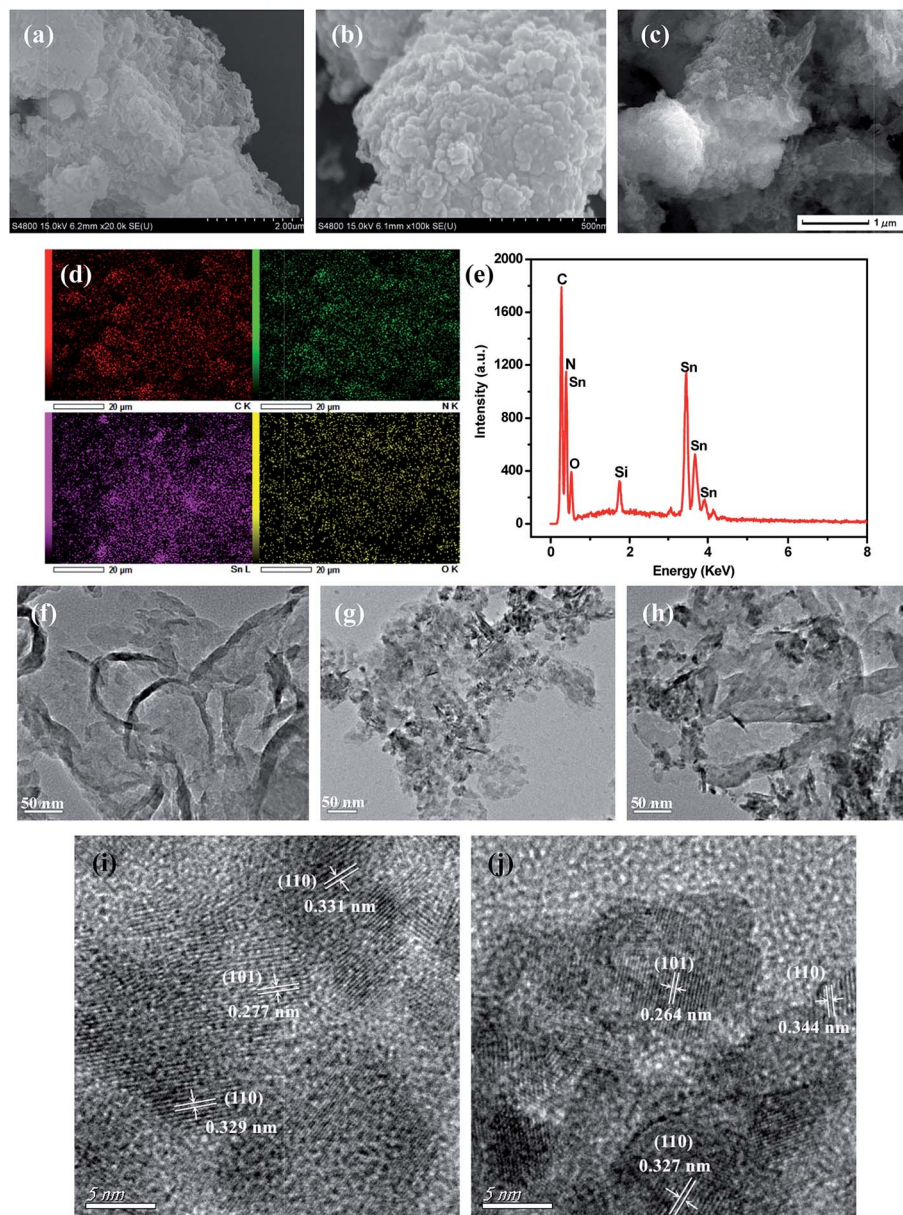 (a)
S4800 15.0kV 6.2mm x20.0k SE(U)
2.00um
(b)
S4800 15.0kV 6.1mm x100k SE(U)
500nm
(c)
1 μm
(d)
20 μm
C K
20 μm
N K
20 μm
Sn L
20 μm
O K
(e)
2000
1600
1200
800
400
0
Intensity (a.u.)
C
N
Sn
O
Si
Sn
Sn
Sn
0
2
4
6
8
Energy (KeV)
(f)
50 nm
(g)
50 nm
(h)
50 nm
(i)
(110)
0.331 nm
(101)
0.277 nm
(110)
0.329 nm
5 nm
(j)
(101)
0.264 nm
(110)
0.344 nm
(110)
0.327 nm
5 nm